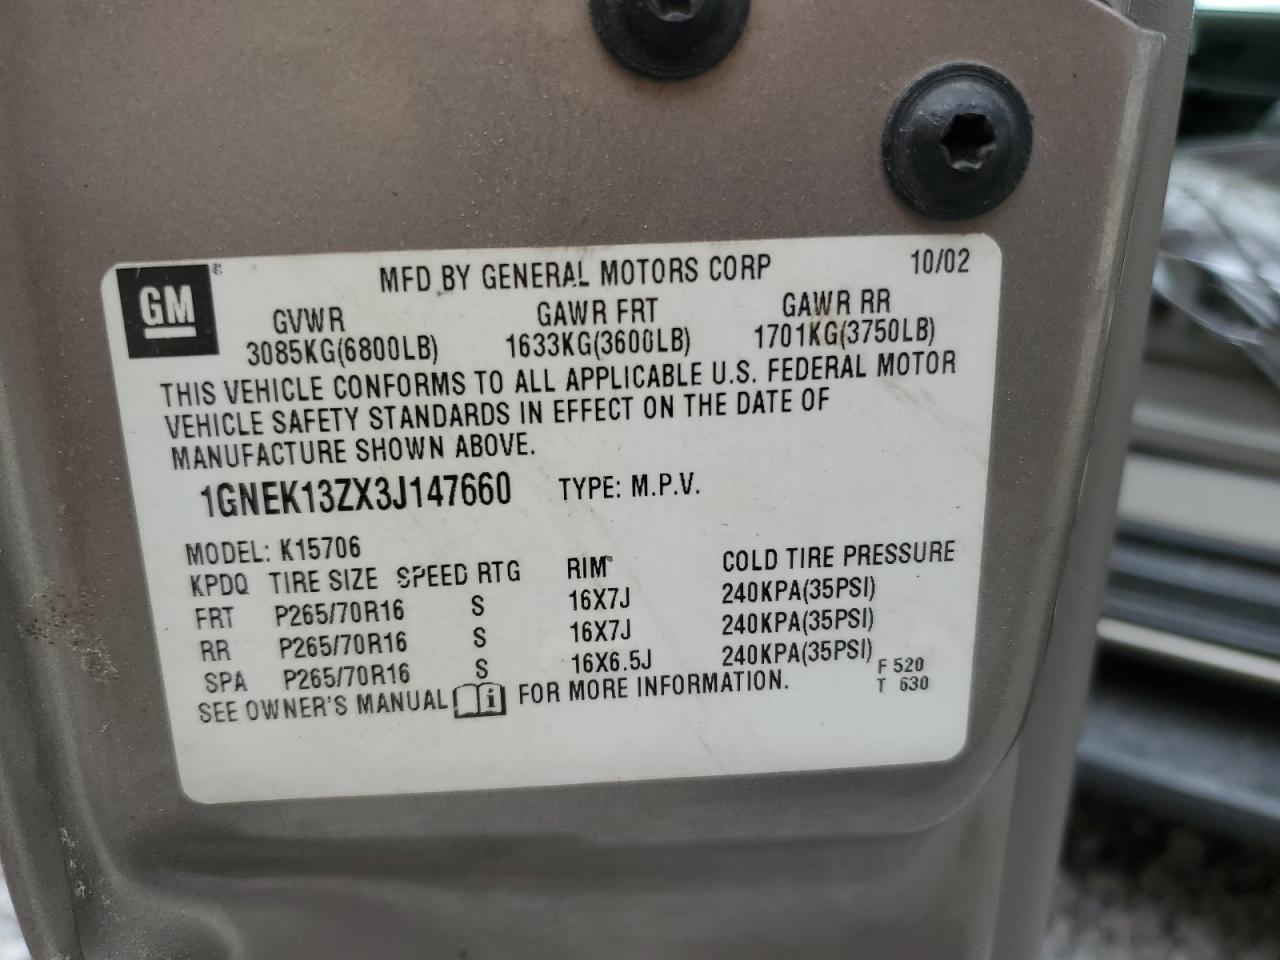 GM ®
MFD BY GENERAL MOTORS CORP 10/02
GVWR GAWR FRT GAWR RR
3085KG(6800LB) 1633KG(3600LB) 1701KG(3750LB)
THIS VEHICLE CONFORMS TO ALL APPLICABLE U.S. FEDERAL MOTOR
VEHICLE SAFETY STANDARDS IN EFFECT ON THE DATE OF
MANUFACTURE SHOWN ABOVE.
1GNEK13ZX3J147660 TYPE: M.P.V.
MODEL: K15706
KPDQ TIRE SIZE SPEED RTG RIM COLD TIRE PRESSURE
FRT P265/70R16 S 16X7J 240KPA(35PSI)
RR P265/70R16 S 16X7J 240KPA(35PSI)
SPA P265/70R16 S 16X6.5J 240KPA(35PSI)
SEE OWNER'S MANUAL i FOR MORE INFORMATION.
F 520
T 630